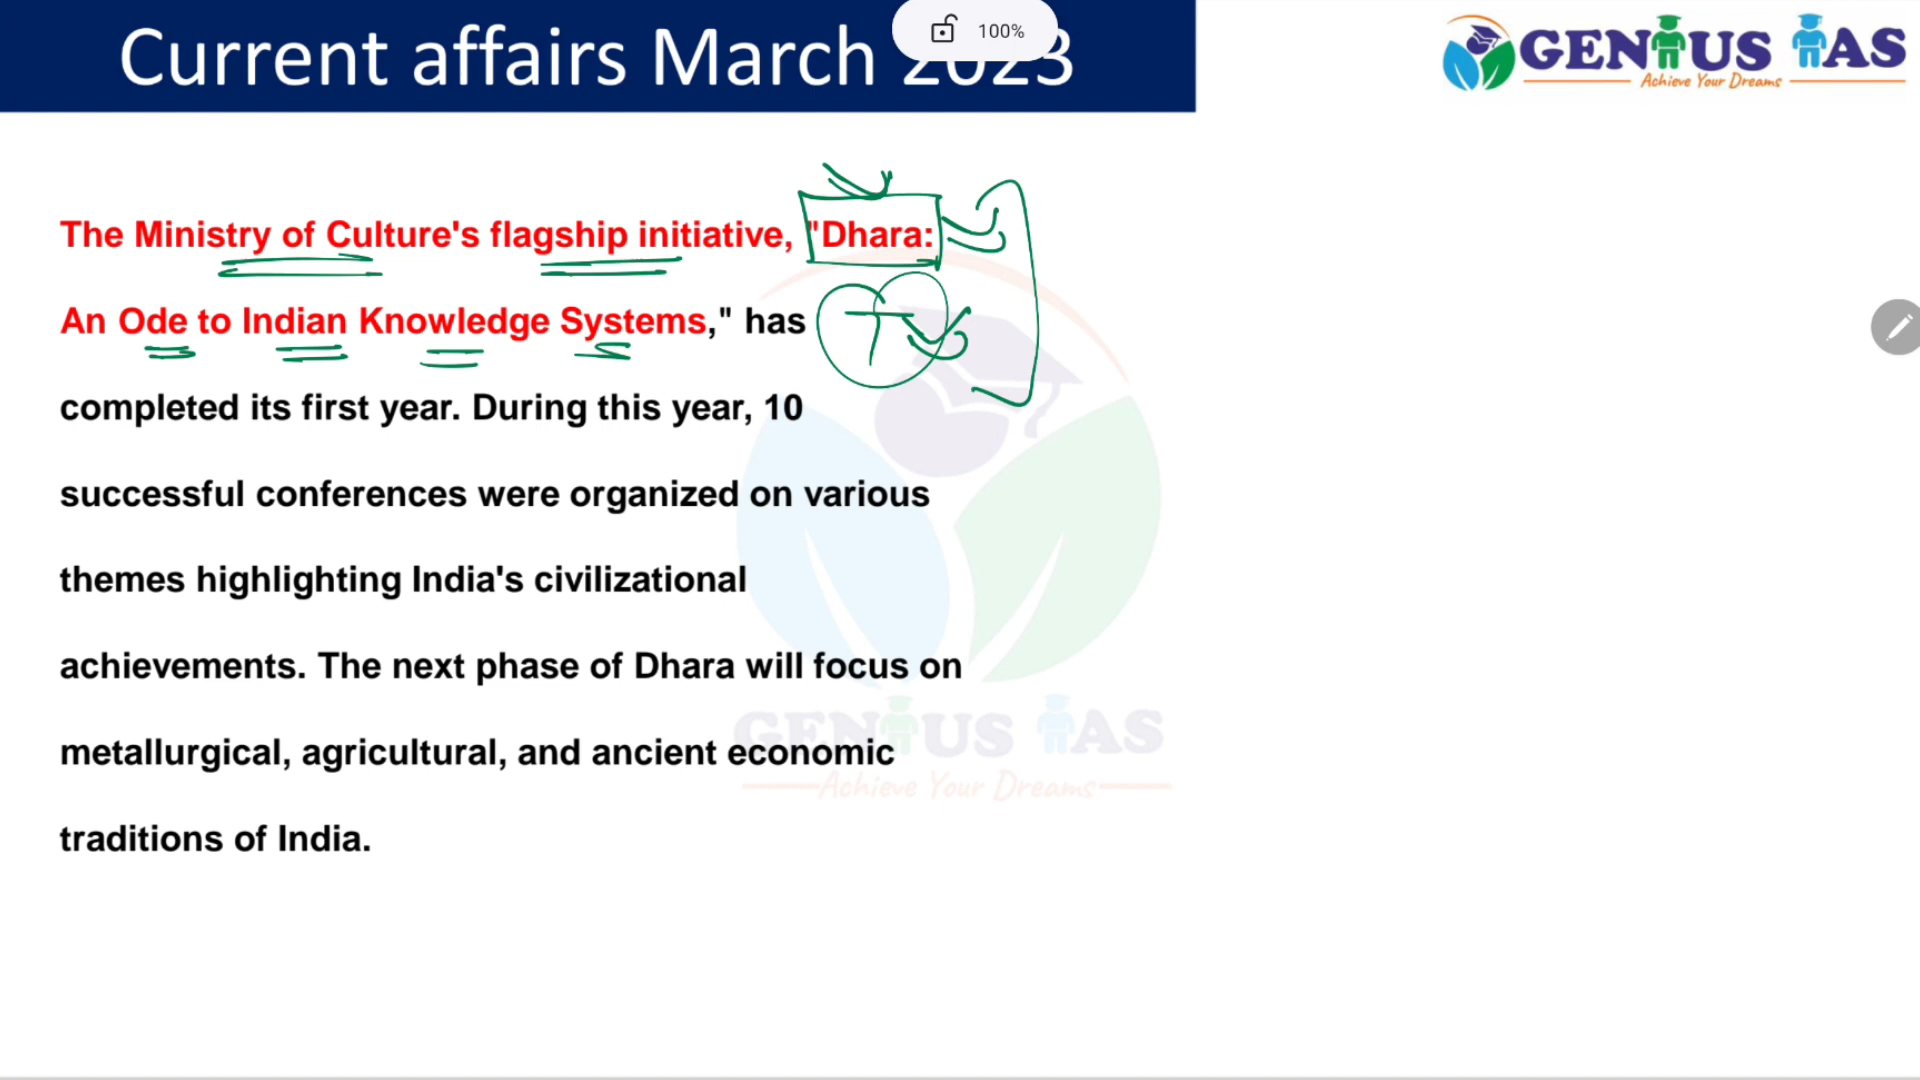 Current affairs March 2023
100%
GENIUS IAS
Achieve Your Dreams
The Ministry of Culture's flagship initiative, "Dhara:
An Ode to Indian Knowledge Systems," has
completed its first year. During this year, 10
successful conferences were organized on various
themes highlighting India's civilizational
achievements. The next phase of Dhara will focus on
metallurgical, agricultural, and ancient economic
traditions of India.
GENIUS IAS
Achieve Your Dreams